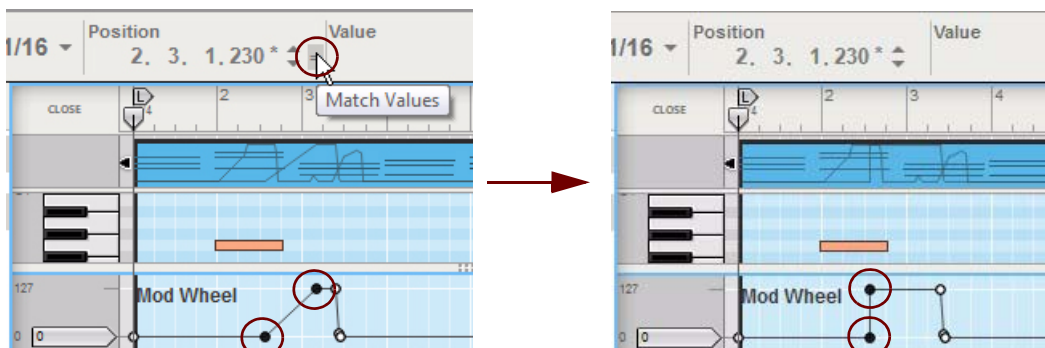 Position Value
1/16 2. 3. 1.230 *
Match Values
CLOSE L 2 3
4
127 Mod Wheel
0 0
Position Value
1/16 2. 3. 1.230 *
CLOSE L 2 3 4
4
127 Mod Wheel
0 0